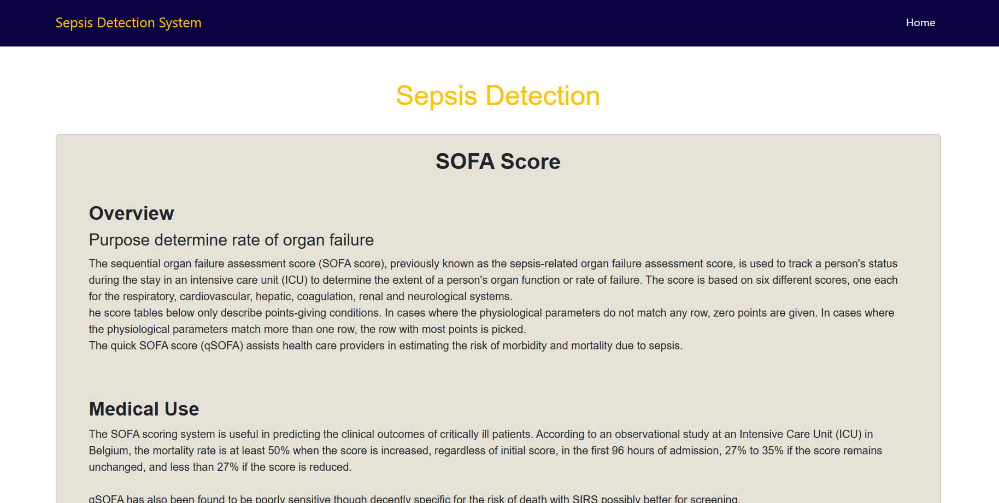 Sepsis Detection System
Home
Sepsis Detection
SOFA Score
Overview
Purpose determine rate of organ failure
The sequential organ failure assessment score (SOFA score), previously known as the sepsis-related organ failure assessment score, is used to track a person's status
during the stay in an intensive care unit (ICU) to determine the extent of a person's organ function or rate of failure. The score is based on six different scores, one each
for the respiratory, cardiovascular, hepatic, coagulation, renal and neurological systems.
he score tables below only describe points-giving conditions. In cases where the physiological parameters do not match any row, zero points are given. In cases where
the physiological parameters match more than one row, the row with most points is picked.
The quick SOFA score (qSOFA) assists health care providers in estimating the risk of morbidity and mortality due to sepsis.
Medical Use
The SOFA scoring system is useful in predicting the clinical outcomes of critically ill patients. According to an observational study at an Intensive Care Unit (ICU) in
Belgium, the mortality rate is at least 50% when the score is increased, regardless of initial score, in the first 96 hours of admission, 27% to 35% if the score remains
unchanged, and less than 27% if the score is reduced.
qSOFA has also been found to be poorly sensitive though decently specific for the risk of death with SIRS possibly better for screening.